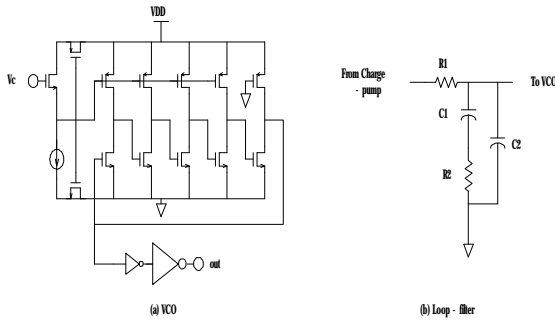 VDD
Vc
out
(a) VCO
From Charge
- pump
R1
To VCO
C1
C2
R2
(b) Loop - filter